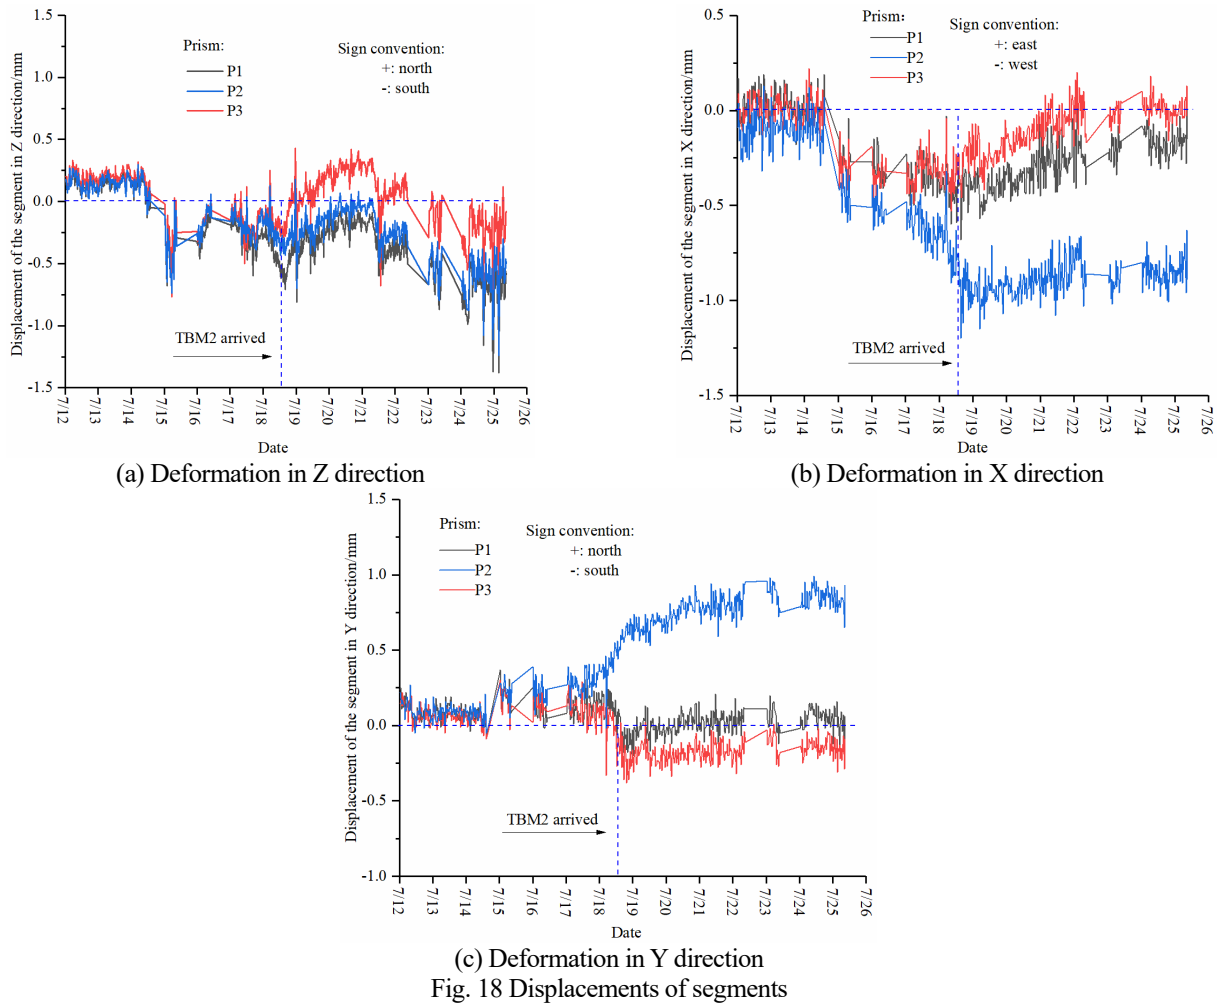 Displacement of the segment in Z direction/mm
1.5
1.0
0.5
0.0
-0.5
-1.0
-1.5
Prism:
P1
P2
P3
Sign convention:
+: north
-: south
TBM2 arrived
7/12
7/13
7/14
7/15
7/16
7/17
7/18
7/19
7/20
7/21
7/22
7/23
7/24
7/25
7/26
Date
(a) Deformation in Z direction
Displacement of the segment in X direction/mm
0.5
0.0
-0.5
-1.0
-1.5
Prism:
P1
P2
P3
Sign convention:
+: east
-: west
TBM2 arrived
7/12
7/13
7/14
7/15
7/16
7/17
7/18
7/19
7/20
7/21
7/22
7/23
7/24
7/25
7/26
Date
(b) Deformation in X direction
Displacement of the segment in Y direction/mm
1.5
1.0
0.5
0.0
-0.5
-1.0
Prism:
P1
P2
P3
Sign convention:
+: north
-: south
TBM2 arrived
7/12
7/13
7/14
7/15
7/16
7/17
7/18
7/19
7/20
7/21
7/22
7/23
7/24
7/25
7/26
Date
(c) Deformation in Y direction
Fig. 18 Displacements of segments